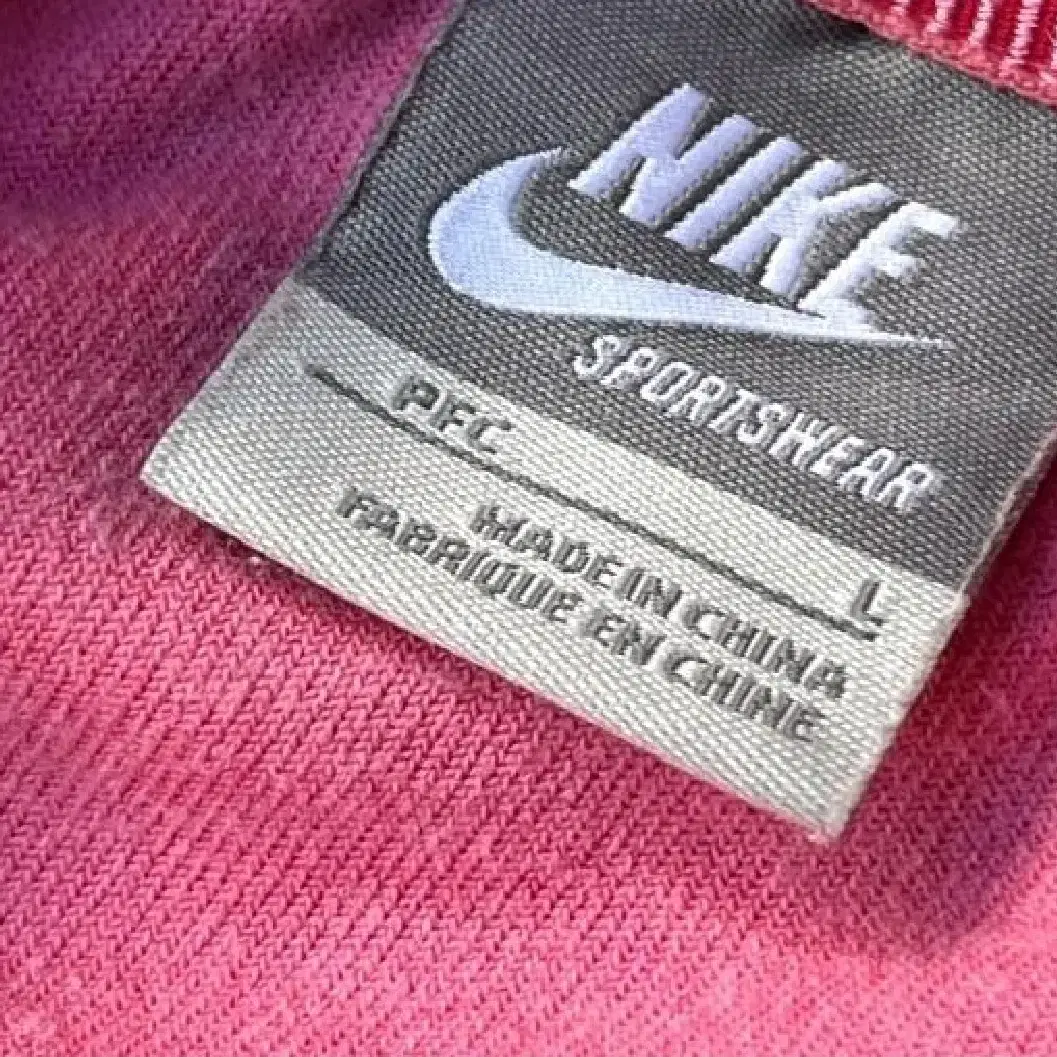 NIKE
SPORTSWEAR
PFC
L
MADE IN CHINA
FABRIQUE EN CHINE